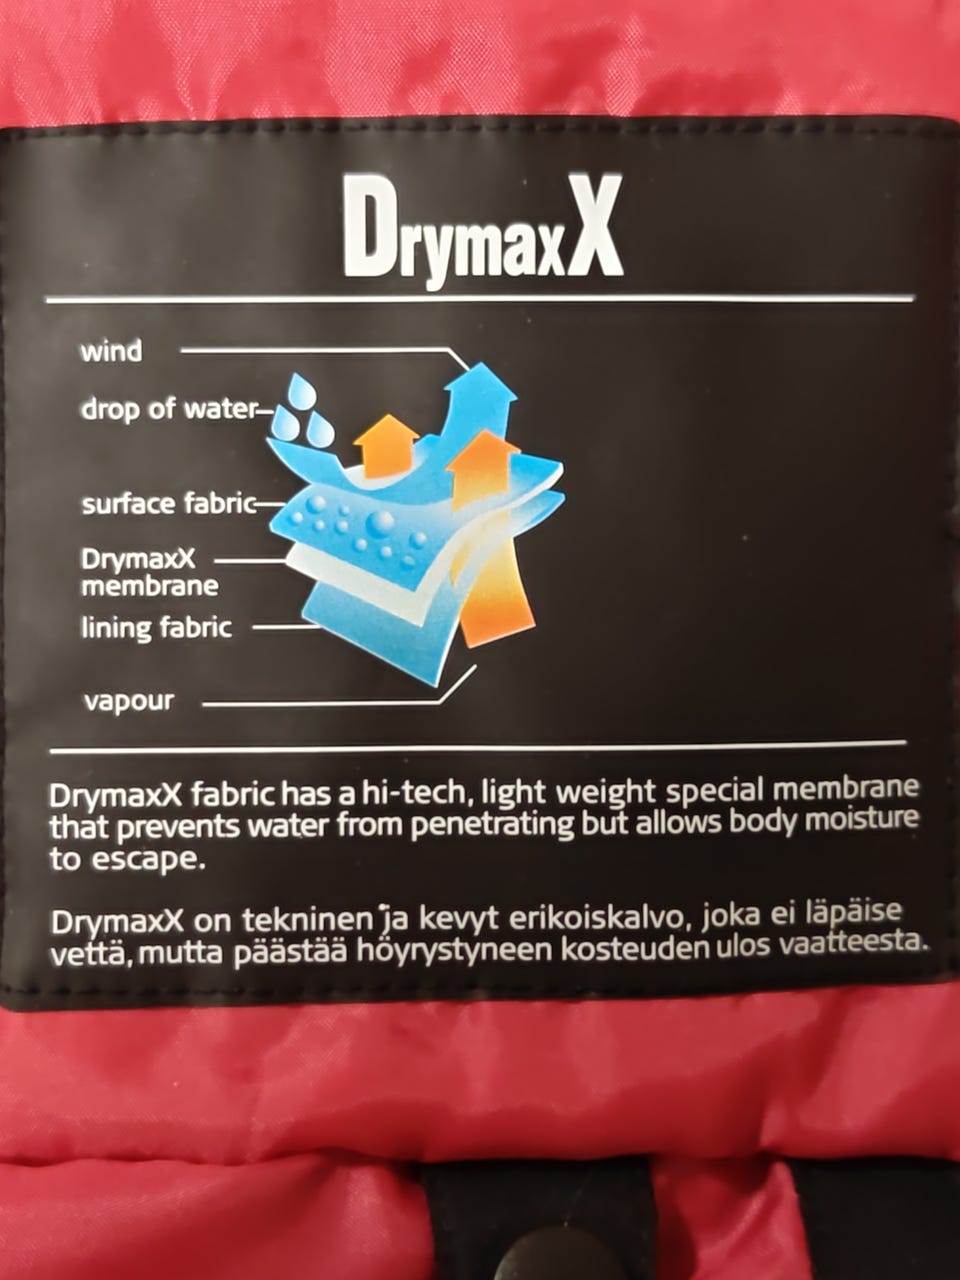 DrymaxX
wind
drop of water
surface fabric
DrymaxX
membrane
lining fabric
vapour
DrymaxX fabric has a hi-tech, light weight special membrane
that prevents water from penetrating but allows body moisture
to escape.
DrymaxX on tekninen ja kevyt erikoiskalvo, joka ei läpäise
vettä, mutta päästää höyrystyneen kosteuden ulos vaatteesta.